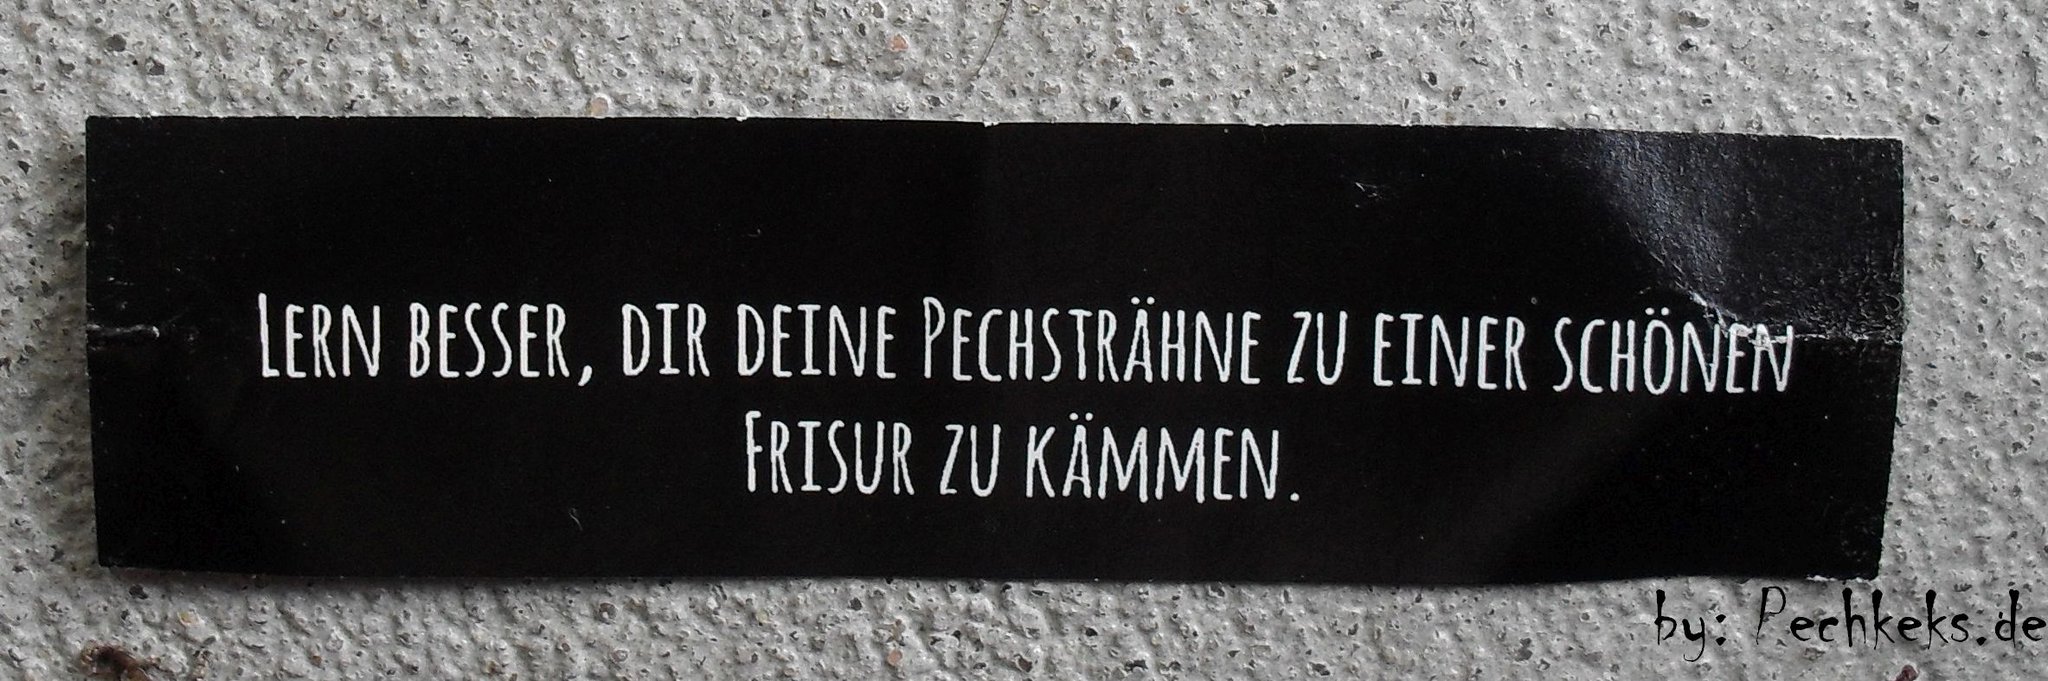 Lern besser, dir deine Pechsträhne zu einer schönen
Frisur zu kämmen.
by: Pechkeks.de